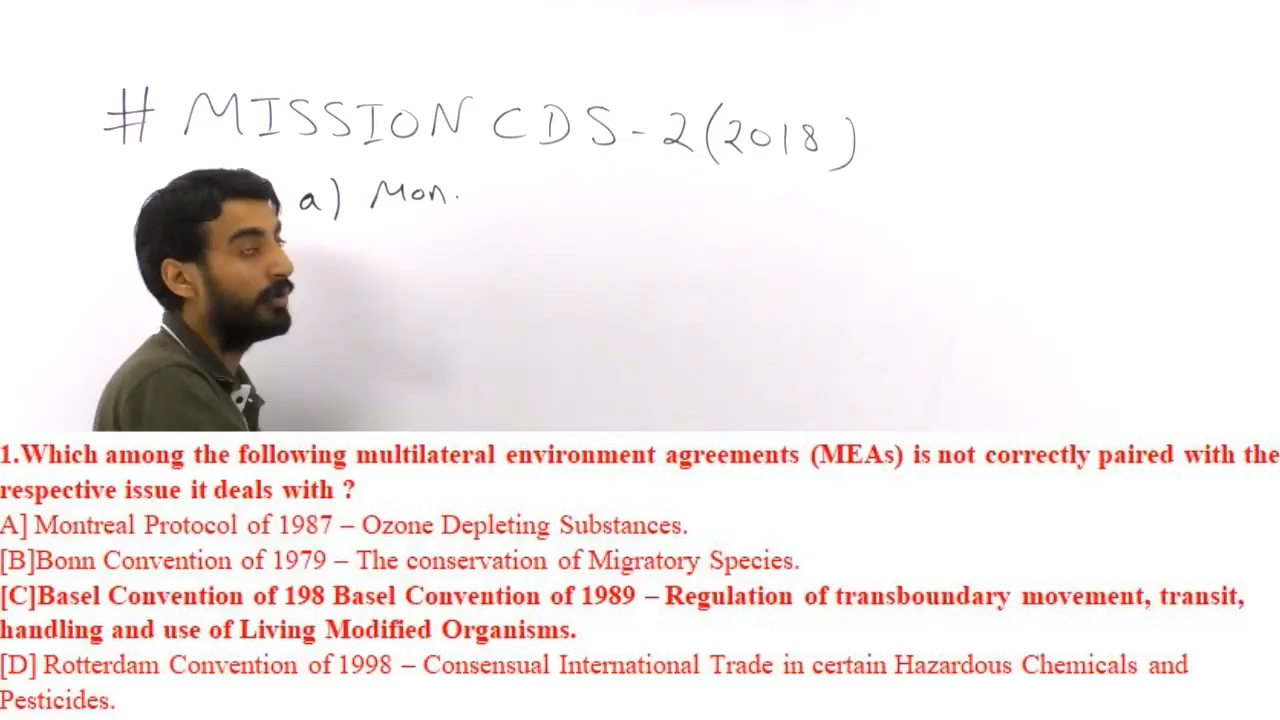 # MISSION CDS-2 (2018)
a) Mon.
1.Which among the following multilateral environment agreements (MEAs) is not correctly paired with the
respective issue it deals with ?
A] Montreal Protocol of 1987 – Ozone Depleting Substances.
[B]Bonn Convention of 1979 – The conservation of Migratory Species.
[C]Basel Convention of 198 Basel Convention of 1989 – Regulation of transboundary movement, transit,
handling and use of Living Modified Organisms.
[D] Rotterdam Convention of 1998 – Consensual International Trade in certain Hazardous Chemicals and
Pesticides.